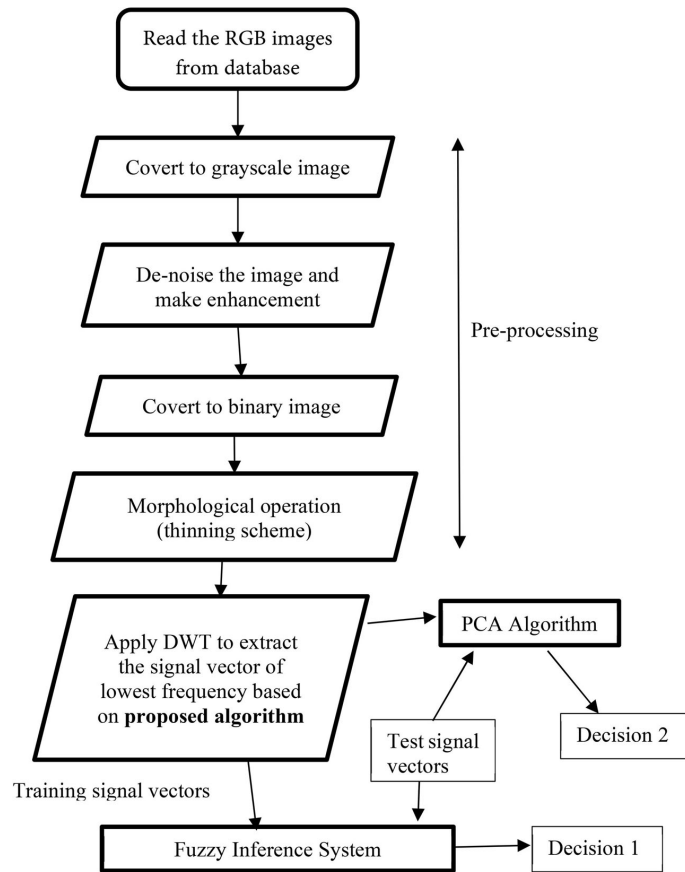 Read the RGB images
from database
Covert to grayscale image
De-noise the image and
make enhancement
Pre-processing
Covert to binary image
Morphological operation
(thinning scheme)
Apply DWT to extract
the signal vector of
lowest frequency based
on proposed algorithm
PCA Algorithm
Test signal
vectors
Decision 2
Training signal vectors
Fuzzy Inference System
Decision 1